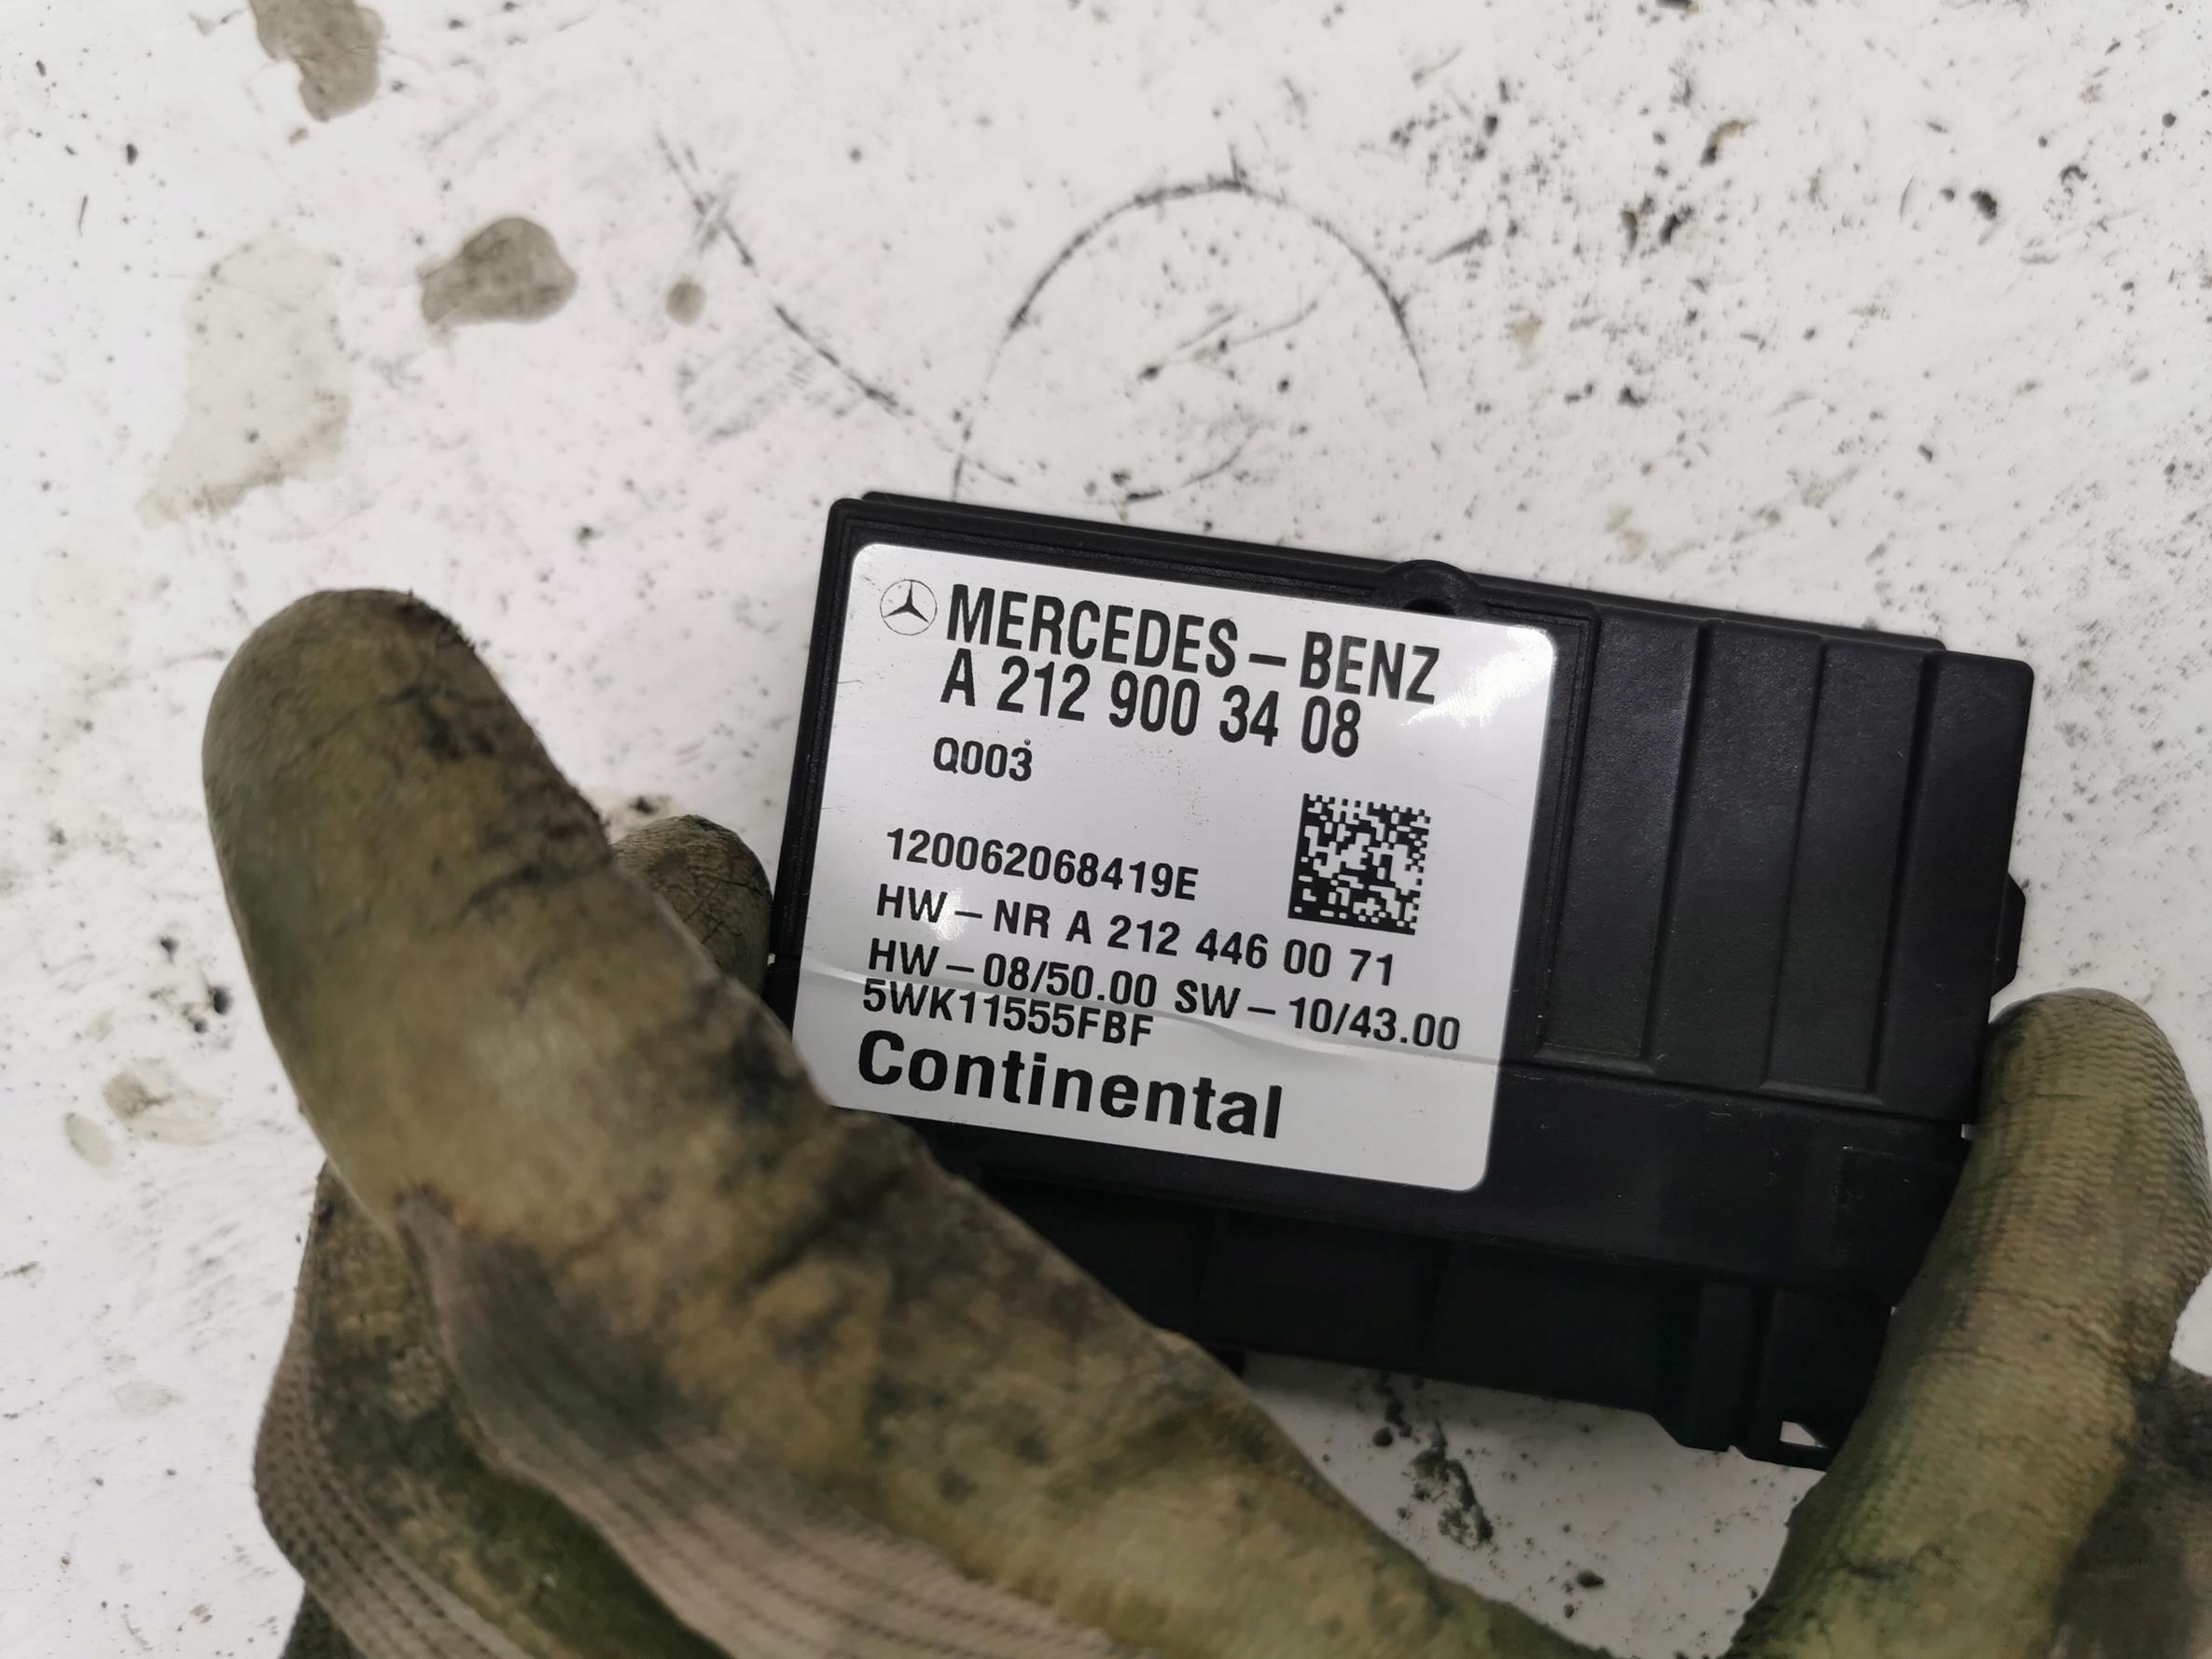 MERCEDES-BENZ
A 212 900 34 08
Q003
120062068419E
HW-NR A 212 446 00 71
HW-08/50.00 SW-10/43.00
5WK11555FBF
Continental